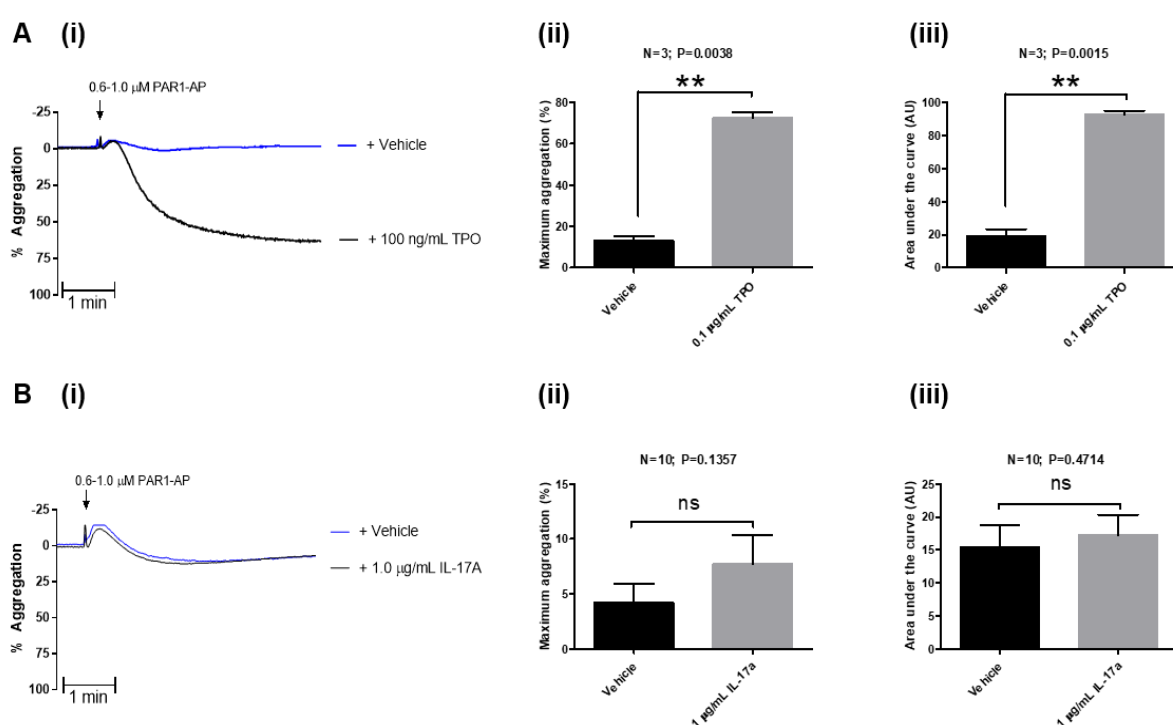 A (i)
0.6-1.0 μM PAR1-AP
-25
0
25
50
75
100
% Aggregation
1 min
+ Vehicle
+ 100 ng/mL TPO
(ii)
N=3; P=0.0038
**
Maximum aggregation (%)
80
60
40
20
0
Vehicle
0.1 μg/mL TPO
(iii)
N=3; P=0.0015
**
Area under the curve (AU)
100
80
60
40
20
0
Vehicle
0.1 μg/mL TPO
B (i)
0.6-1.0 μM PAR1-AP
-25
0
25
50
75
100
% Aggregation
1 min
+ Vehicle
+ 1.0 μg/mL IL-17A
(ii)
N=10; P=0.1357
ns
Maximum aggregation (%)
15
10
5
0
Vehicle
1 μg/mL IL-17a
(iii)
N=10; P=0.4714
ns
Area under the curve (AU)
25
20
15
10
5
0
Vehicle
1 μg/mL IL-17a